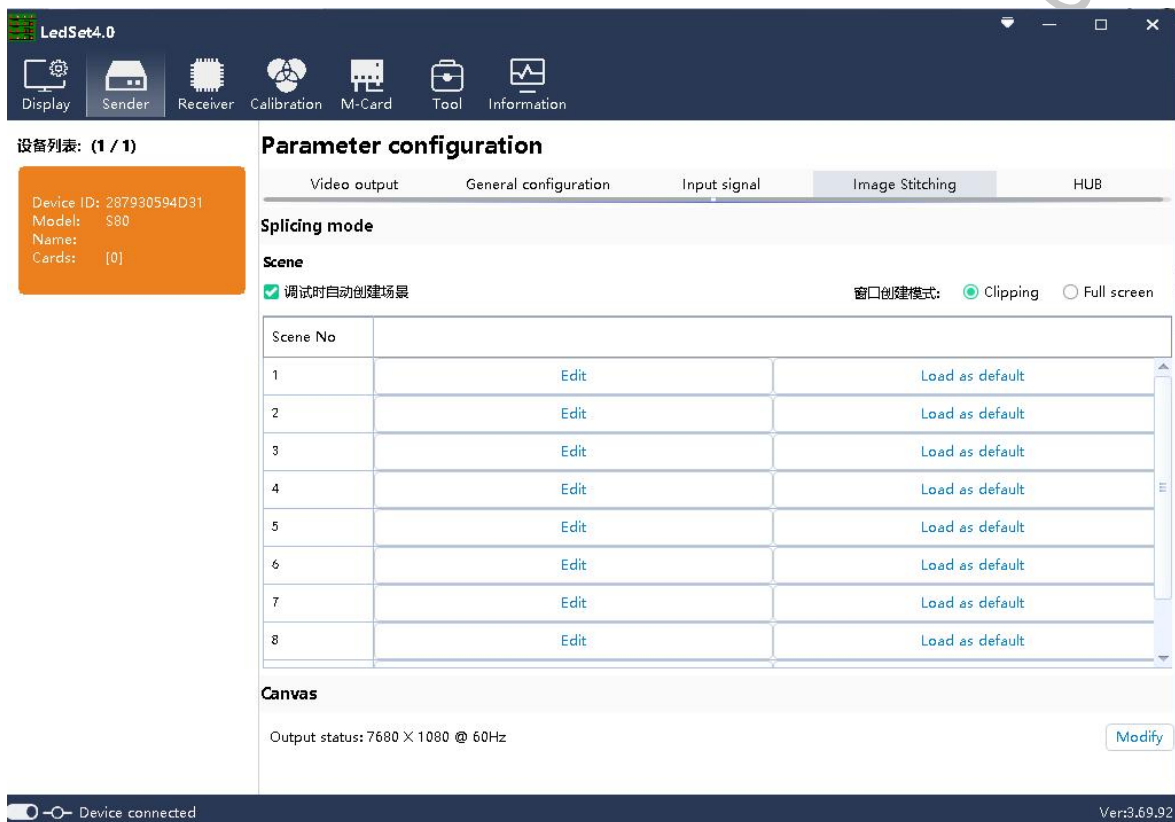 LedSet4.0
Display Sender Receiver Calibration M-Card Tool Information
设备列表: (1 / 1)
Device ID: 287930594D31
Model: S80
Name:
Cards: [0]
Parameter configuration
Video output General configuration Input signal Image Stitching HUB
Splicing mode
Scene
调试时自动创建场景 窗口创建模式: Clipping Full screen
Scene No
1 Edit Load as default
2 Edit Load as default
3 Edit Load as default
4 Edit Load as default
5 Edit Load as default
6 Edit Load as default
7 Edit Load as default
8 Edit Load as default
Canvas
Output status: 7680 X 1080 @ 60Hz Modify
Device connected Ver:3.69.92